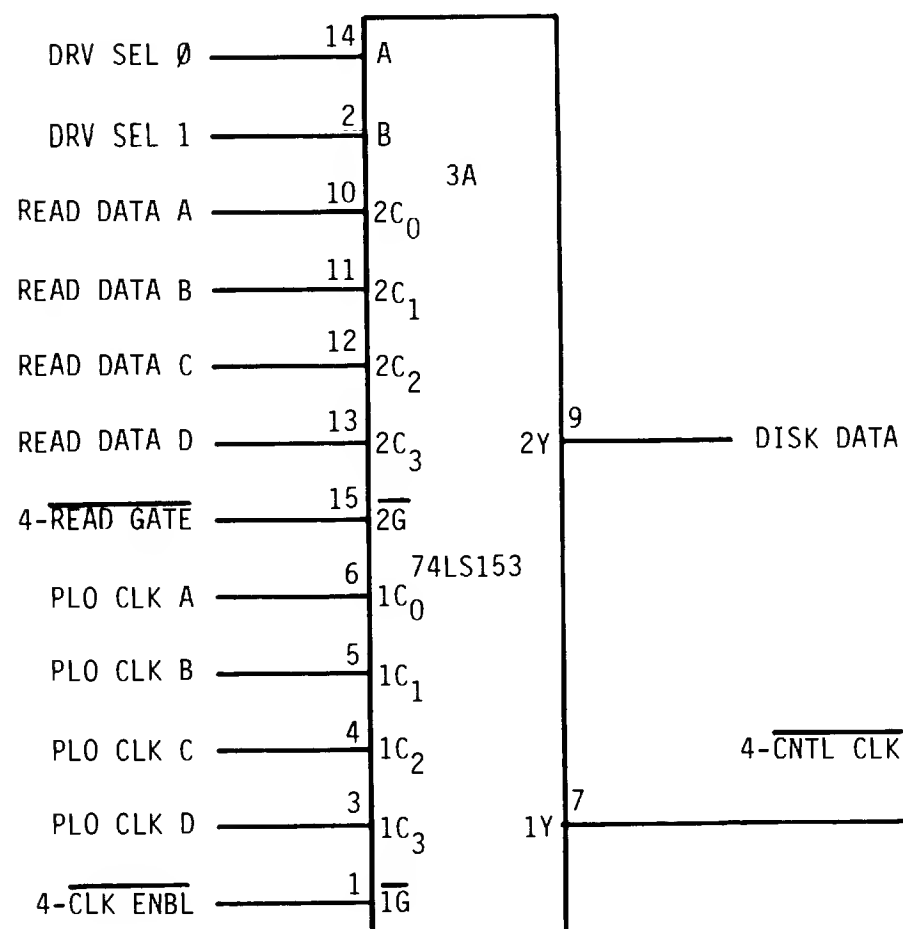 14
DRV SEL Ø A
2
DRV SEL 1 B
3A
10
READ DATA A 2C0
11
READ DATA B 2C1
12
READ DATA C 2C2
13 9
READ DATA D 2C3 2Y DISK DATA
15
4-READ GATE 2G
74LS153
6
PLO CLK A 1C0
5
PLO CLK B 1C1
4
PLO CLK C 1C2 4-CNTL CLK
3 7
PLO CLK D 1C3 1Y
1
4-CLK ENBL 1G